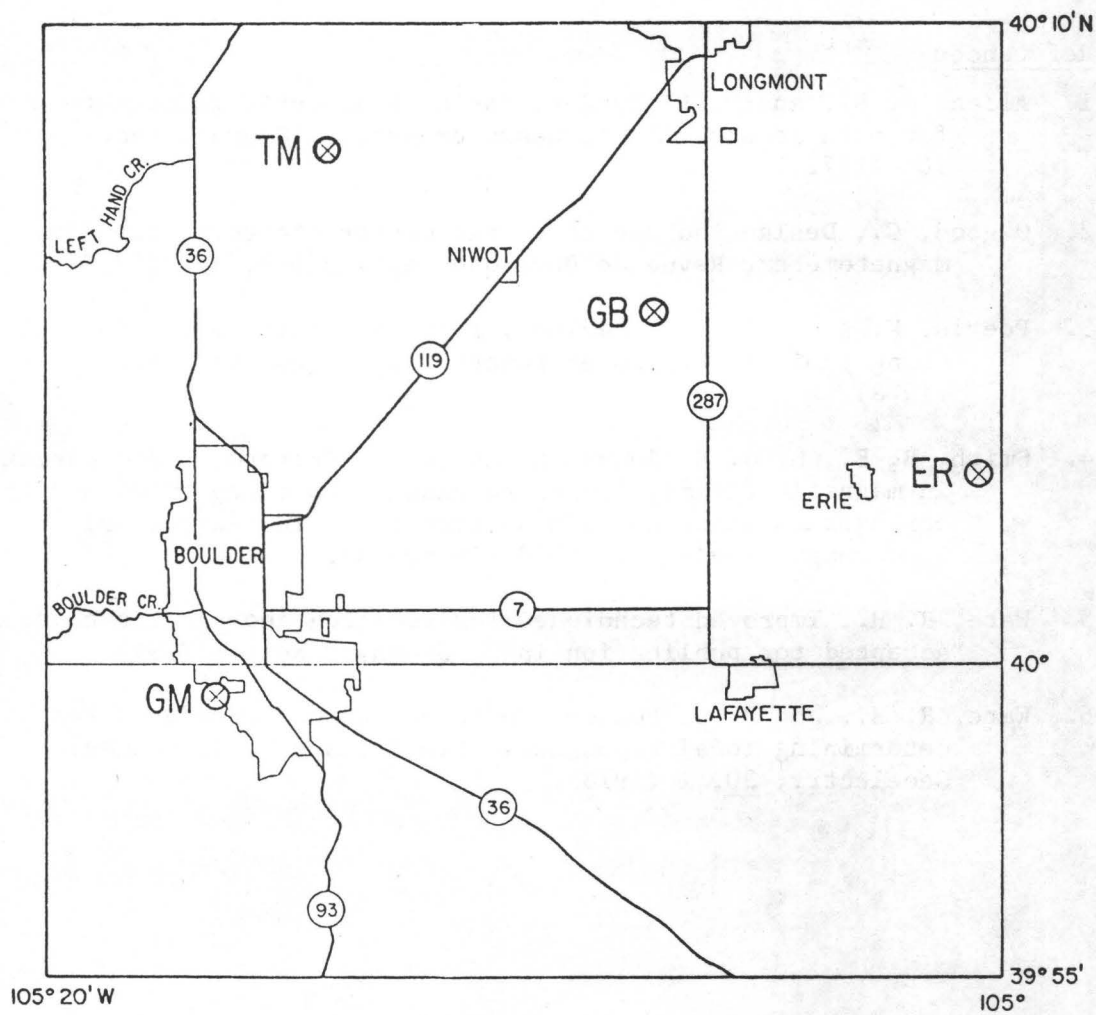 40° 10' N
LONGMONT
TM
LEFT HAND CR.
36
NIWOT
GB
119
287
ER
ERIE
BOULDER
BOULDER CR.
7
40°
GM
LAFAYETTE
36
93
39° 55'
105° 20' W
105°